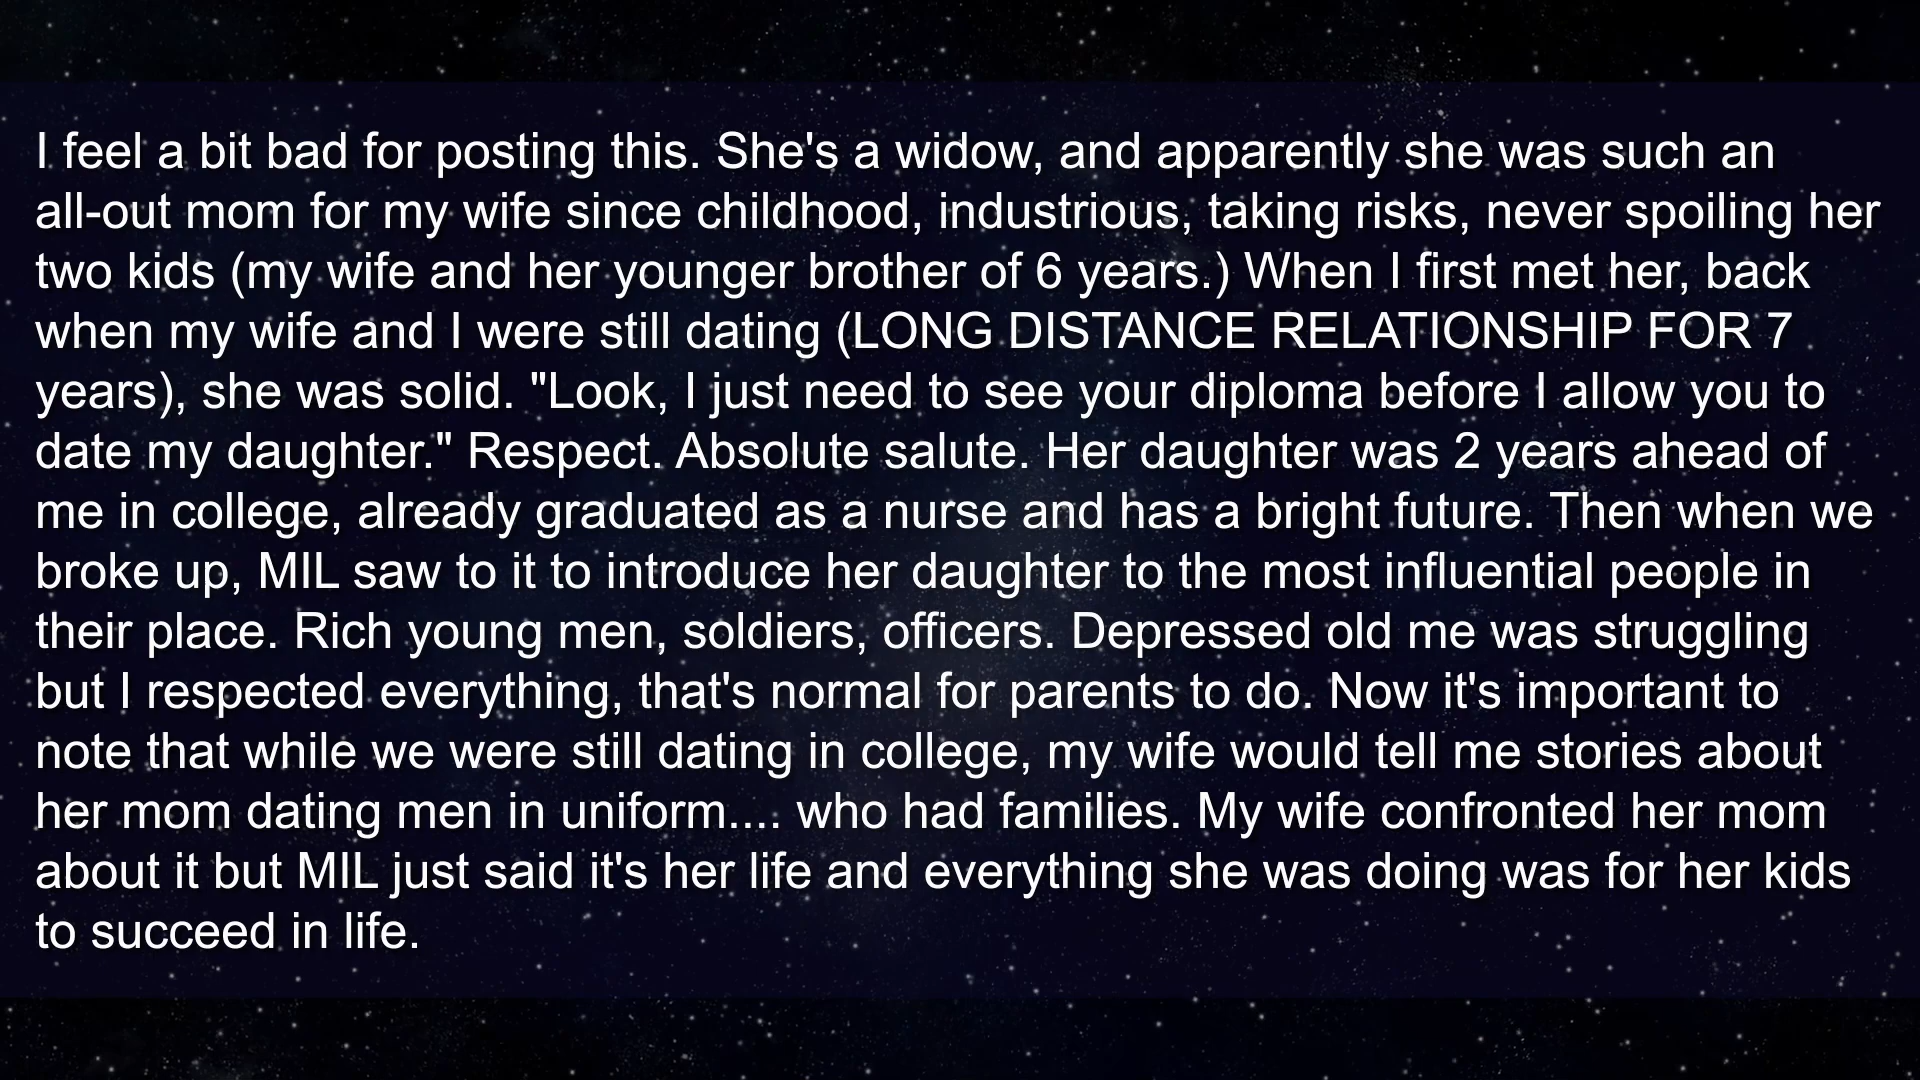 I feel a bit bad for posting this. She's a widow, and apparently she was such an
all-out mom for my wife since childhood, industrious, taking risks, never spoiling her
two kids (my wife and her younger brother of 6 years.) When I first met her, back
when my wife and I were still dating (LONG DISTANCE RELATIONSHIP FOR 7
years), she was solid. "Look, I just need to see your diploma before I allow you to
date my daughter." Respect. Absolute salute. Her daughter was 2 years ahead of
me in college, already graduated as a nurse and has a bright future. Then when we
broke up, MIL saw to it to introduce her daughter to the most influential people in
their place. Rich young men, soldiers, officers. Depressed old me was struggling
but I respected everything, that's normal for parents to do. Now it's important to
note that while we were still dating in college, my wife would tell me stories about
her mom dating men in uniform.... who had families. My wife confronted her mom
about it but MIL just said it's her life and everything she was doing was for her kids
to succeed in life.